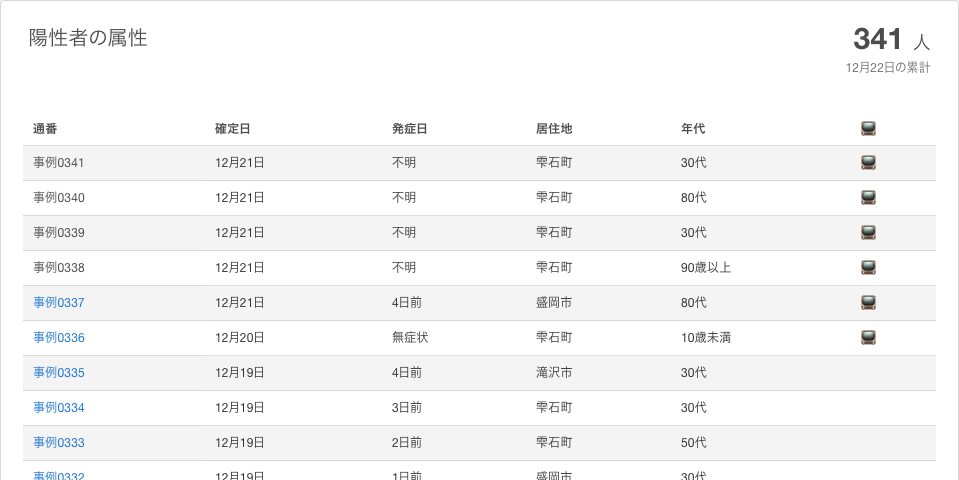 陽性者の属性
341 人
12月22日の累計
通番 確定日 発症日 居住地 年代
事例0341 12月21日 不明 雫石町 30代
事例0340 12月21日 不明 雫石町 80代
事例0339 12月21日 不明 雫石町 30代
事例0338 12月21日 不明 雫石町 90歳以上
事例0337 12月21日 4日前 盛岡市 80代
事例0336 12月20日 無症状 雫石町 10歳未満
事例0335 12月19日 4日前 滝沢市 30代
事例0334 12月19日 3日前 雫石町 30代
事例0333 12月19日 2日前 雫石町 50代
事例0332 12月19日 1日前 盛岡市 30代